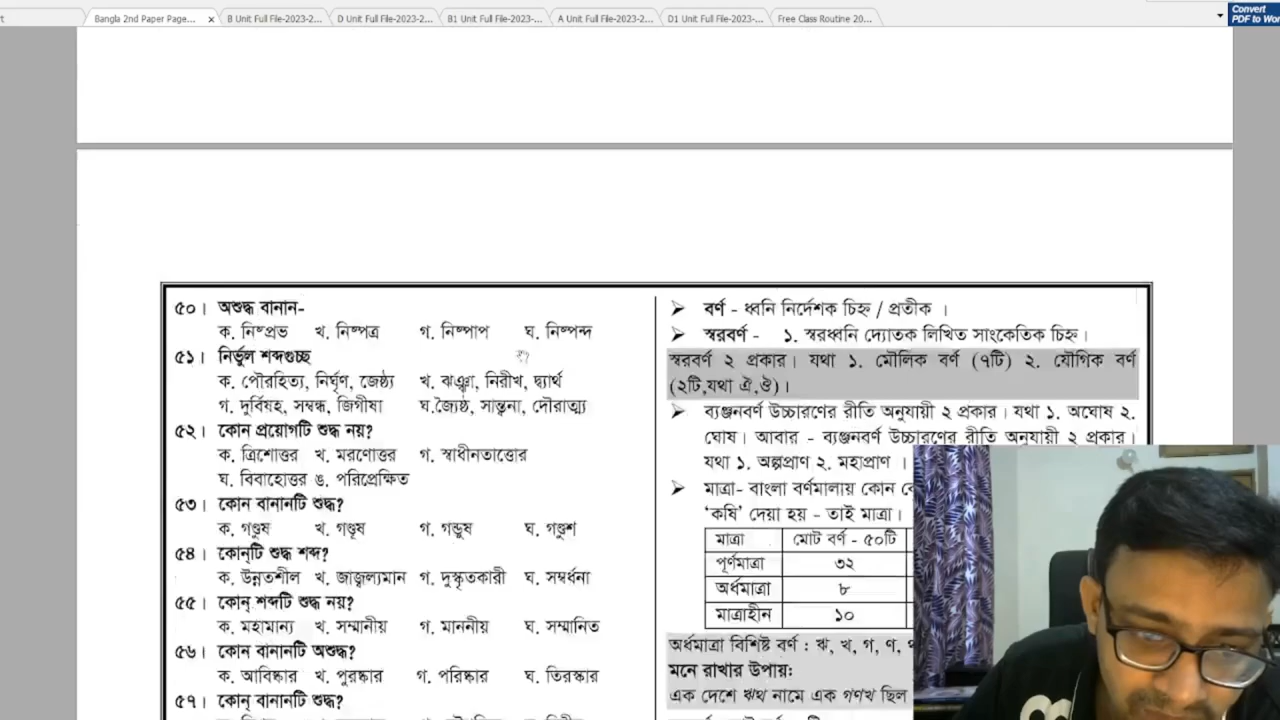 Bangla 2nd Paper Page... x
B Unit Full File-2023-2...
D Unit Full File-2023-2...
B1 Unit Full File-2023-...
A Unit Full File-2023-2...
D1 Unit Full File-2023-...
Free Class Routine 20...
Convert
PDF to Wor
৫০। অশুদ্ধ বানান-
ক. নিষ্প্রভ খ. নিষ্পত্র গ. নিষ্পাপ ঘ. নিষ্পন্দ
৫১। নির্ভুল শব্দগুচ্ছ
ক. পৌরহিত্য, নির্ঘৃণ, জেষ্ঠ্য খ. ঝঞ্ঝা, নিরীখ, দ্ব্যর্থ
গ. দুর্বিষহ, সম্বন্ধ, জিগীষা ঘ.জ্যৈষ্ঠ, সান্তনা, দৌরাত্ম্য
৫২। কোন প্রয়োগটি শুদ্ধ নয়?
ক. ত্রিশোত্তর খ. মরণোত্তর গ. স্বাধীনতাত্তোর
ঘ. বিবাহোত্তর ঙ. পরিপ্রেক্ষিত
৫৩। কোন বানানটি শুদ্ধ?
ক. গণ্ডুষ খ. গণ্ডূষ গ. গন্ডুষ ঘ. গণ্ডুশ
৫৪। কোন্‌টি শুদ্ধ শব্দ?
ক. উন্নতশীল খ. জাজ্বল্যমান গ. দুস্কৃতকারী ঘ. সম্বর্ধনা
৫৫। কোন্‌ শব্দটি শুদ্ধ নয়?
ক. মহামান্য খ. সম্মানীয় গ. মাননীয় ঘ. সম্মানিত
৫৬। কোন বানানটি অশুদ্ধ?
ক. আবিষ্কার খ. পুরষ্কার গ. পরিষ্কার ঘ. তিরস্কার
৫৭। কোন্‌ বানানটি শুদ্ধ?
➢ বর্ণ - ধ্বনি নির্দেশক চিহ্ন / প্রতীক ।
➢ স্বরবর্ণ - ১. স্বরধ্বনি দ্যোতক লিখিত সাংকেতিক চিহ্ন।
স্বরবর্ণ ২ প্রকার। যথা ১. মৌলিক বর্ণ (৭টি) ২. যৌগিক বর্ণ
(২টি,যথা ঐ,ঔ)।
➢ ব্যঞ্জনবর্ণ উচ্চারণের রীতি অনুযায়ী ২ প্রকার। যথা ১. অঘোষ ২.
ঘোষ। আবার - ব্যঞ্জনবর্ণ উচ্চারণের রীতি অনুযায়ী ২ প্রকার।
যথা ১. অল্পপ্রাণ ২. মহাপ্রাণ ।
➢ মাত্রা- বাংলা বর্ণমালায় কোন
‘কষি’ দেয়া হয় - তাই মাত্রা।
মাত্রা মোট বর্ণ - ৫০টি
পূর্ণমাত্রা ৩২
অর্ধমাত্রা ৮
মাত্রাহীন ১০
অর্ধমাত্রা বিশিষ্ট বর্ণ : ঋ, খ, গ, ণ,
মনে রাখার উপায়:
এক দেশে ঋথ নামে এক গণখ ছিল